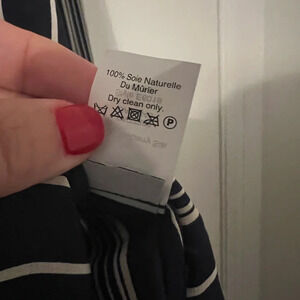 100% Soie Naturelle
Du Mûrier
Dry clean only.
P